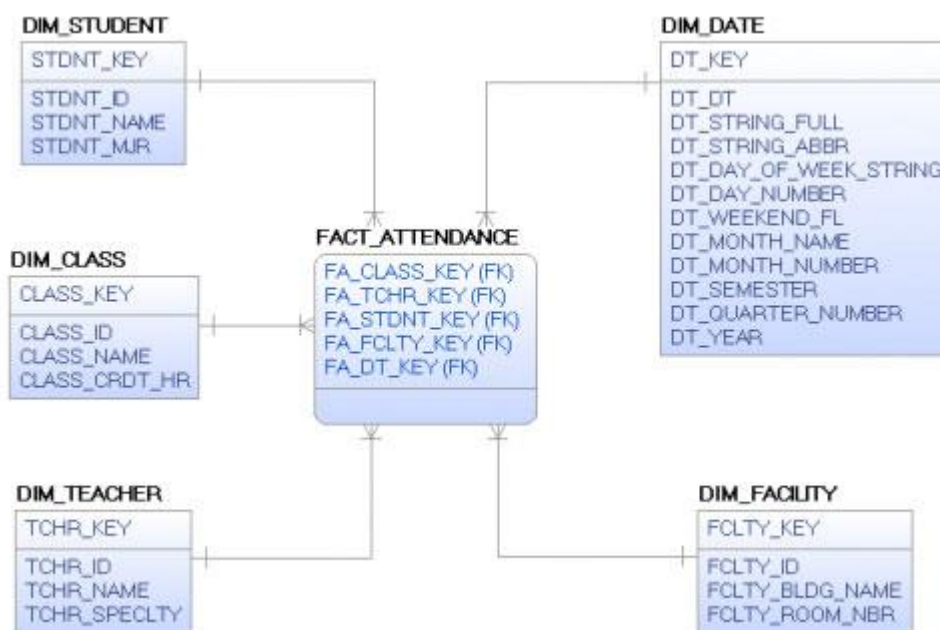 DIM_STUDENT
STDNT_KEY
STDNT_ID
STDNT_NAME
STDNT_MJR
DIM_DATE
DT_KEY
DT_DT
DT_STRING_FULL
DT_STRING_ABBR
DT_DAY_OF_WEEK_STRING
DT_DAY_NUMBER
DT_WEEKEND_FL
DT_MONTH_NAME
DT_MONTH_NUMBER
DT_SEMESTER
DT_QUARTER_NUMBER
DT_YEAR
FACT_ATTENDANCE
FA_CLASS_KEY (FK)
FA_TCHR_KEY (FK)
FA_STDNT_KEY (FK)
FA_FCLTY_KEY (FK)
FA_DT_KEY (FK)
DIM_CLASS
CLASS_KEY
CLASS_ID
CLASS_NAME
CLASS_CRDT_HR
DIM_TEACHER
TCHR_KEY
TCHR_ID
TCHR_NAME
TCHR_SPECLTY
DIM_FACILITY
FCLTY_KEY
FCLTY_ID
FCLTY_BLDG_NAME
FCLTY_ROOM_NBR